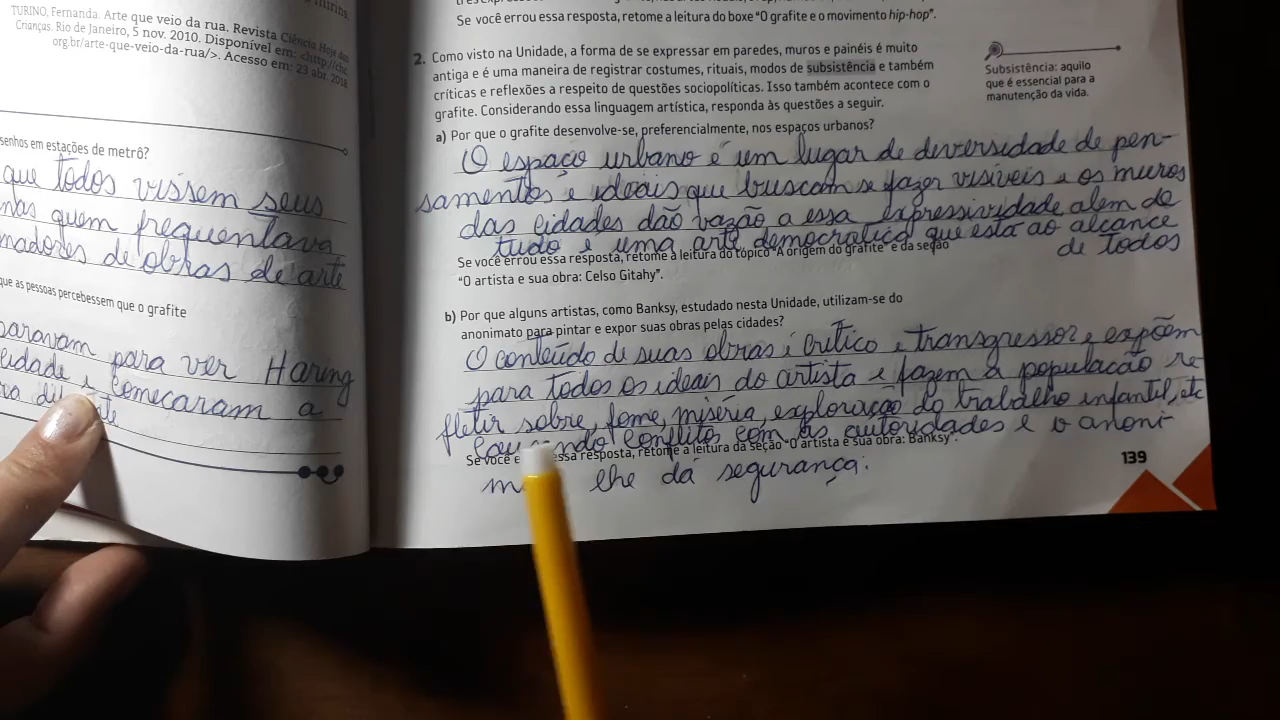 TURINO, Fernanda. Arte que veio da rua. Revista Ciência Hoje das
Crianças. Rio de Janeiro, 5 nov. 2010. Disponível em: <http://chc.
org.br/arte-que-veio-da-rua/>. Acesso em: 23 abr. 2018
senhos em estações de metrô?
que todos vissem seus
quem frequentava
madores de obras de arte
que as pessoas percebessem que o grafite
paravam para ver Haring
cidade e começaram a
Se você errou essa resposta, retome a leitura do boxe "O grafite e o movimento hip-hop".
2. Como visto na Unidade, a forma de se expressar em paredes, muros e painéis é muito
antiga e é uma maneira de registrar costumes, rituais, modos de subsistência e também
críticas e reflexões a respeito de questões sociopolíticas. Isso também acontece com o
grafite. Considerando essa linguagem artística, responda às questões a seguir.
Subsistência: aquilo
que é essencial para a
manutenção da vida.
a) Por que o grafite desenvolve-se, preferencialmente, nos espaços urbanos?
O espaço urbano é um lugar de diversidade de pen-
samentos e ideais que buscam se fazer visíveis e os muros
das cidades dão vazão a essa expressividade alem de
tudo é uma arte democratica que está ao alcance
de todos
Se você errou essa resposta, retome a leitura do tópico "A origem do grafite" e da seção
"O artista e sua obra: Celso Gitahy".
b) Por que alguns artistas, como Banksy, estudado nesta Unidade, utilizam-se do
anonimato para pintar e expor suas obras pelas cidades?
O conteúdo de suas obras é crítico e transgressor e expõem
para todos os ideais do artista e fazem a população re-
fletir sobre, fome, miséria, exploração do trabalho infantil, etc
conflitos com as autoridades e o anoni-
lhe dá segurança.
Se você essa resposta, retome a leitura da seção "O artista e sua obra: Banksy".
139